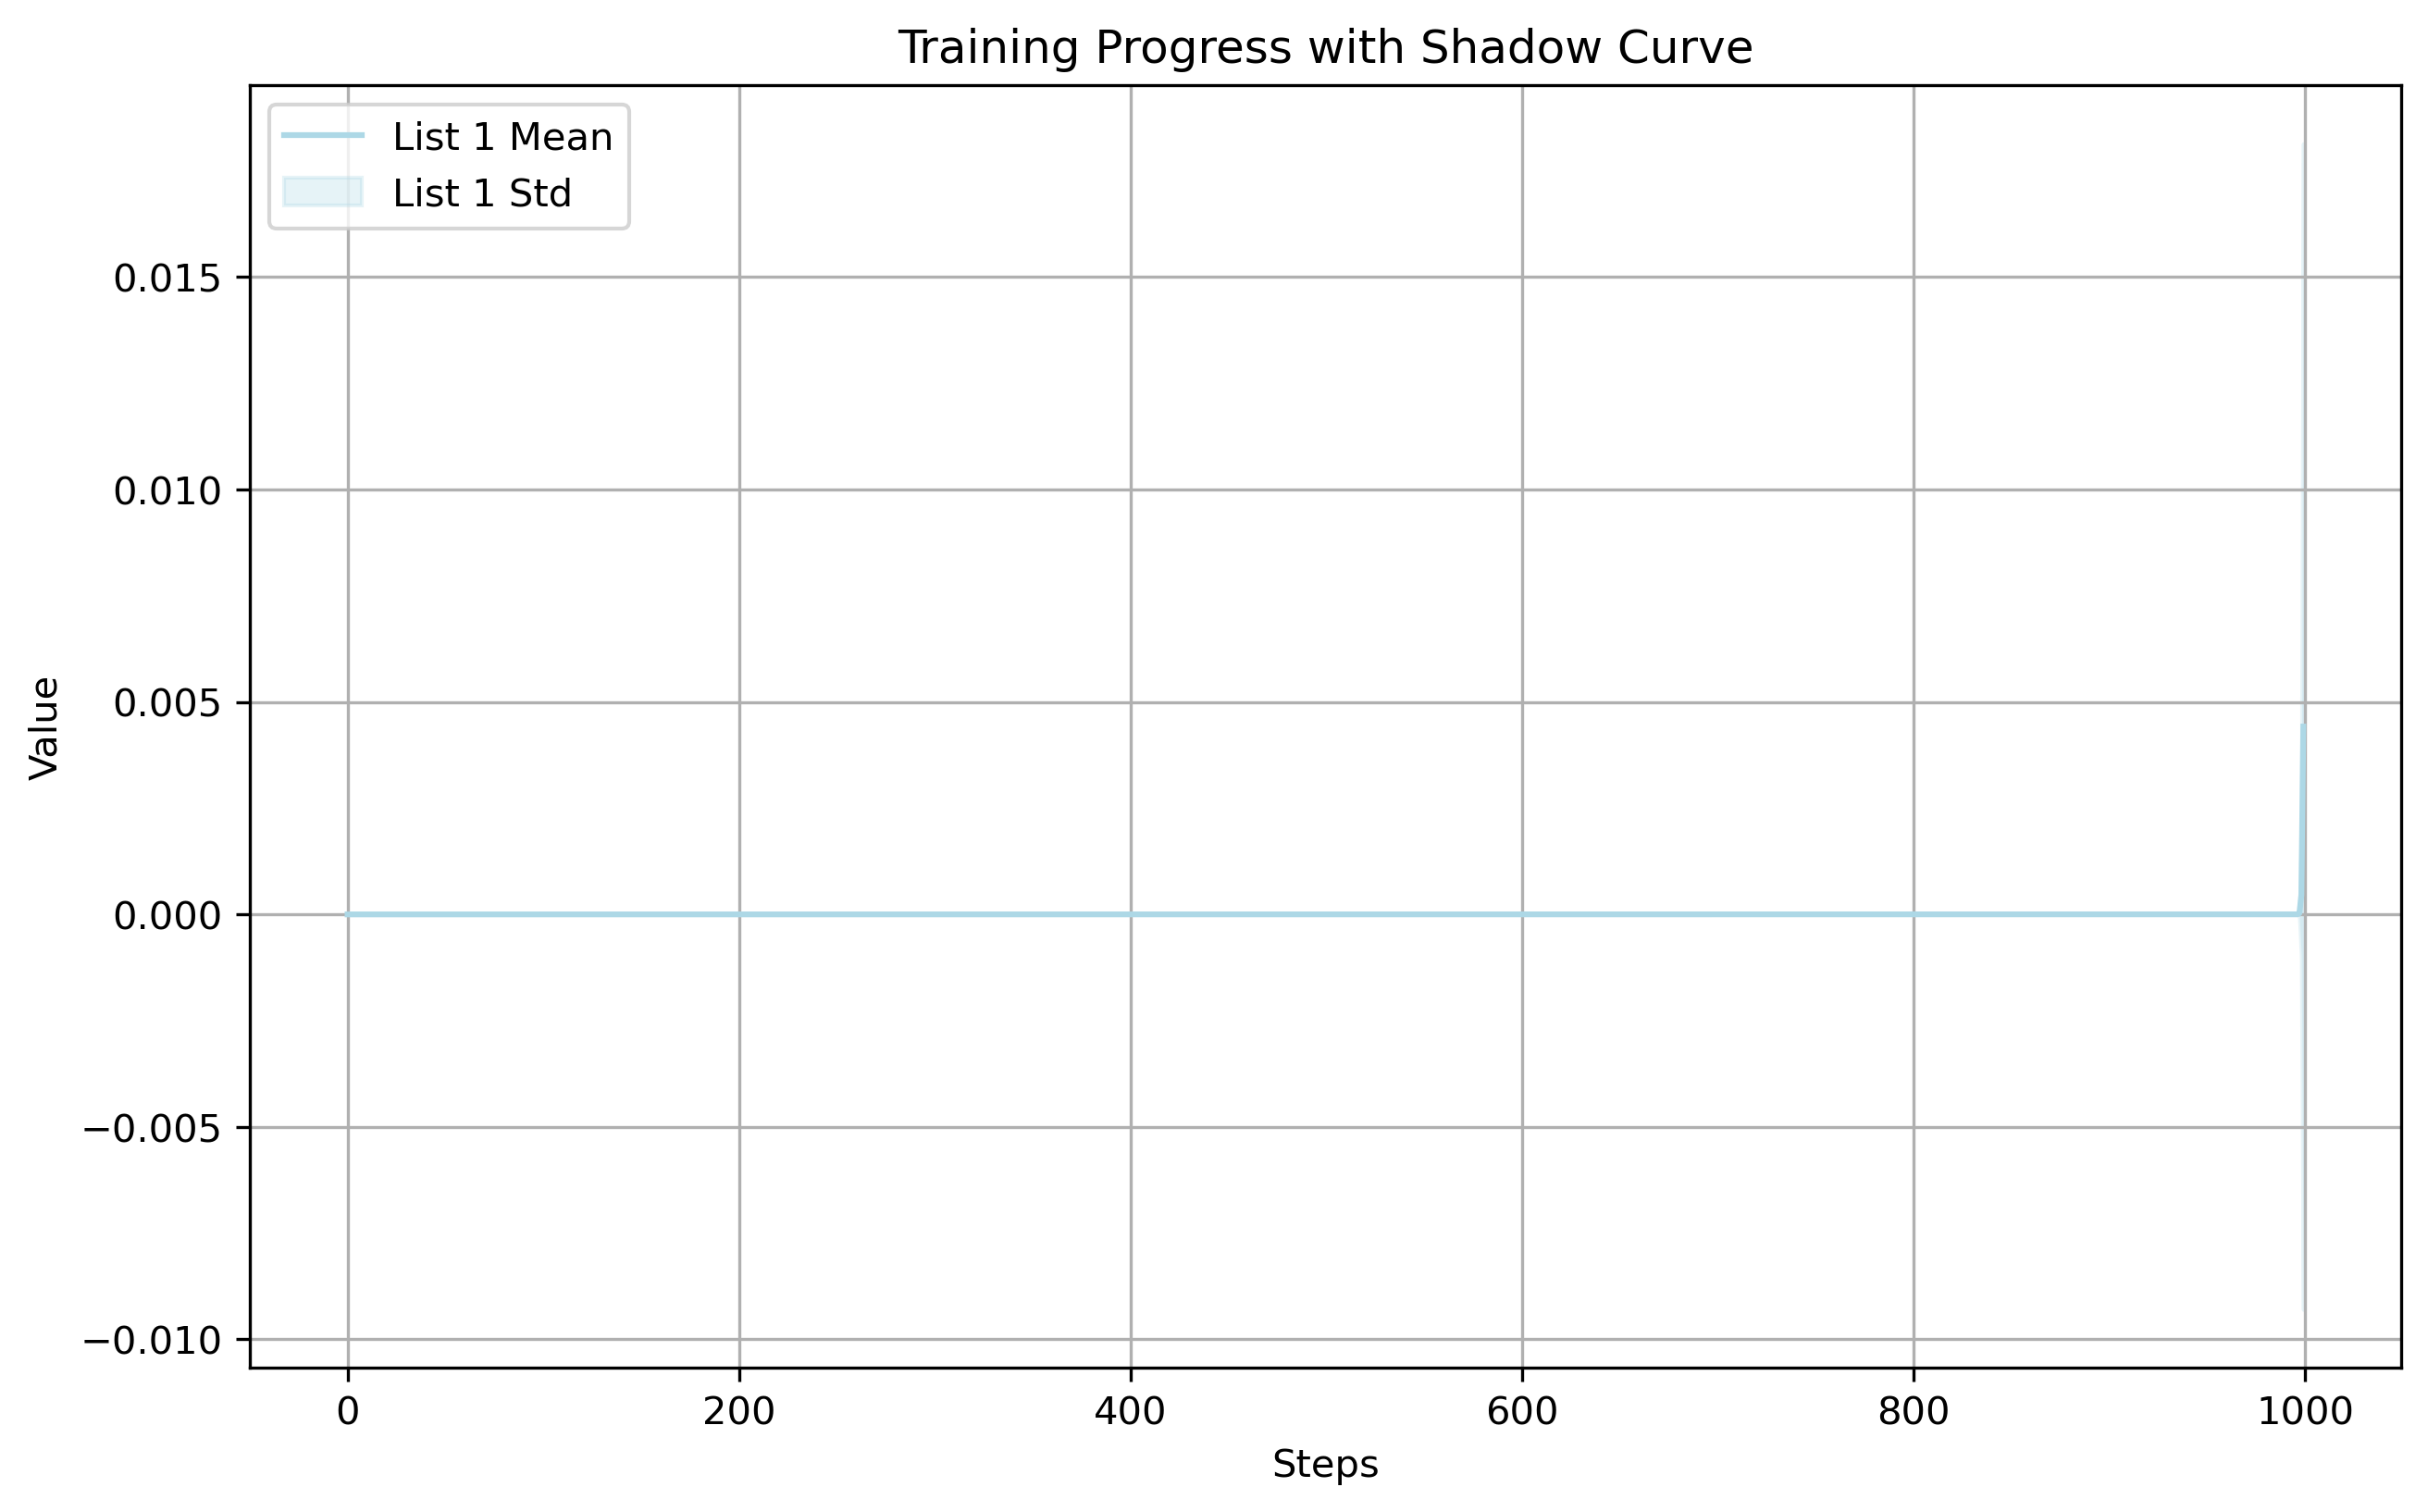 Training Progress with Shadow Curve
List 1 Mean
List 1 Std
0.015
0.010
0.005
0.000
−0.005
−0.010
Value
0 200 400 600 800 1000
Steps